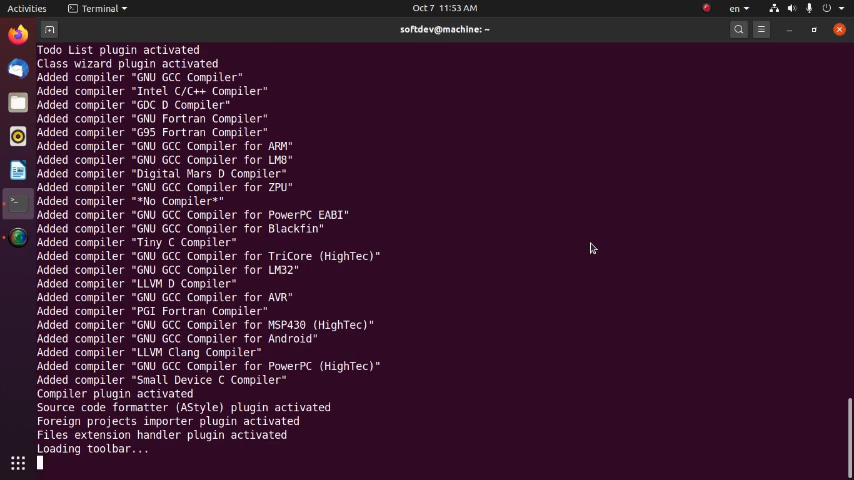 Activities
Terminal
Oct 7 11:53 AM
en
softdev@machine: ~
Todo List plugin activated
Class wizard plugin activated
Added compiler "GNU GCC Compiler"
Added compiler "Intel C/C++ Compiler"
Added compiler "GDC D Compiler"
Added compiler "GNU Fortran Compiler"
Added compiler "G95 Fortran Compiler"
Added compiler "GNU GCC Compiler for ARM"
Added compiler "GNU GCC Compiler for LM8"
Added compiler "Digital Mars D Compiler"
Added compiler "GNU GCC Compiler for ZPU"
Added compiler "*No Compiler*"
Added compiler "GNU GCC Compiler for PowerPC EABI"
Added compiler "GNU GCC Compiler for Blackfin"
Added compiler "Tiny C Compiler"
Added compiler "GNU GCC Compiler for TriCore (HighTec)"
Added compiler "GNU GCC Compiler for LM32"
Added compiler "LLVM D Compiler"
Added compiler "GNU GCC Compiler for AVR"
Added compiler "PGI Fortran Compiler"
Added compiler "GNU GCC Compiler for MSP430 (HighTec)"
Added compiler "GNU GCC Compiler for Android"
Added compiler "LLVM Clang Compiler"
Added compiler "GNU GCC Compiler for PowerPC (HighTec)"
Added compiler "Small Device C Compiler"
Compiler plugin activated
Source code formatter (AStyle) plugin activated
Foreign projects importer plugin activated
Files extension handler plugin activated
Loading toolbar...